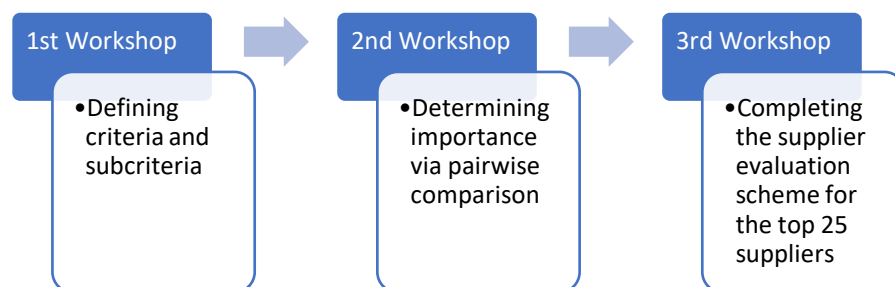 1st Workshop
•Defining
criteria and
subcriteria
2nd Workshop
•Determining
importance
via pairwise
comparison
3rd Workshop
•Completing
the supplier
evaluation
scheme for
the top 25
suppliers